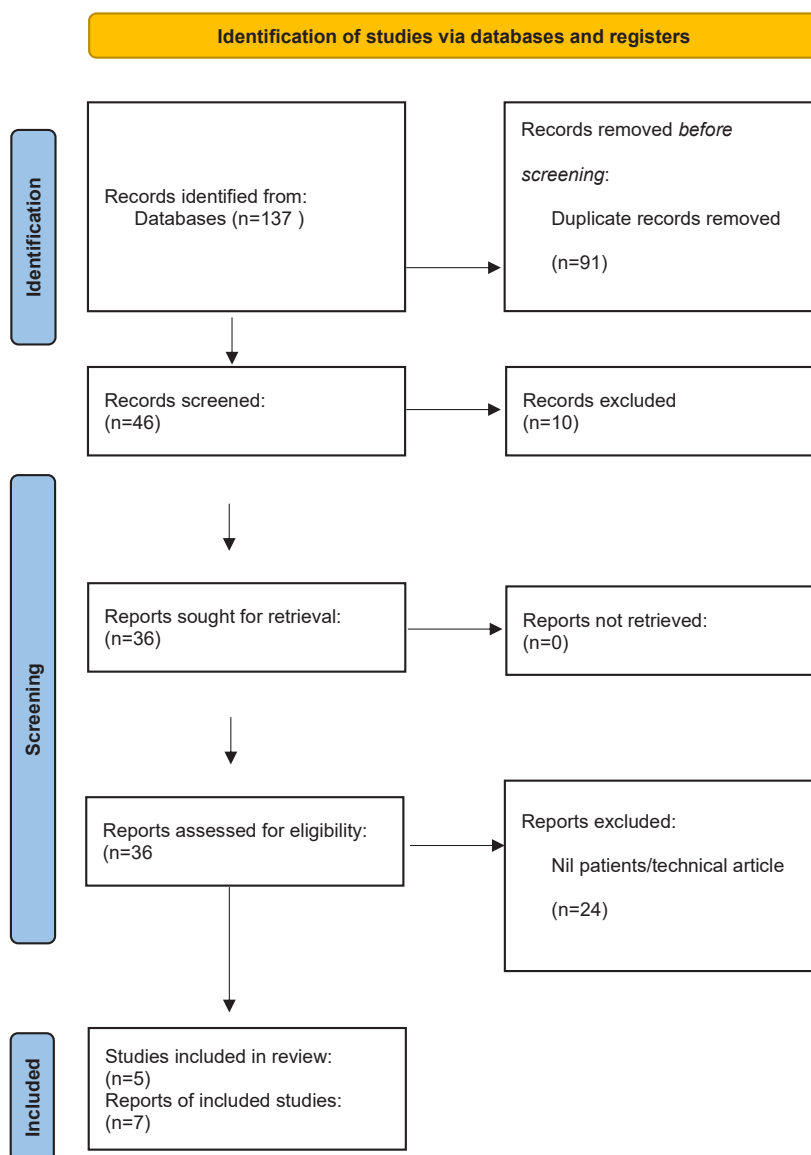 Identification of studies via databases and registers
Identification
Records identified from:
Databases (n=137 )
Records removed before
screening:
Duplicate records removed
(n=91)
Records screened:
(n=46)
Records excluded
(n=10)
Screening
Reports sought for retrieval:
(n=36)
Reports not retrieved:
(n=0)
Reports assessed for eligibility:
(n=36
Reports excluded:
Nil patients/technical article
(n=24)
Included
Studies included in review:
(n=5)
Reports of included studies:
(n=7)